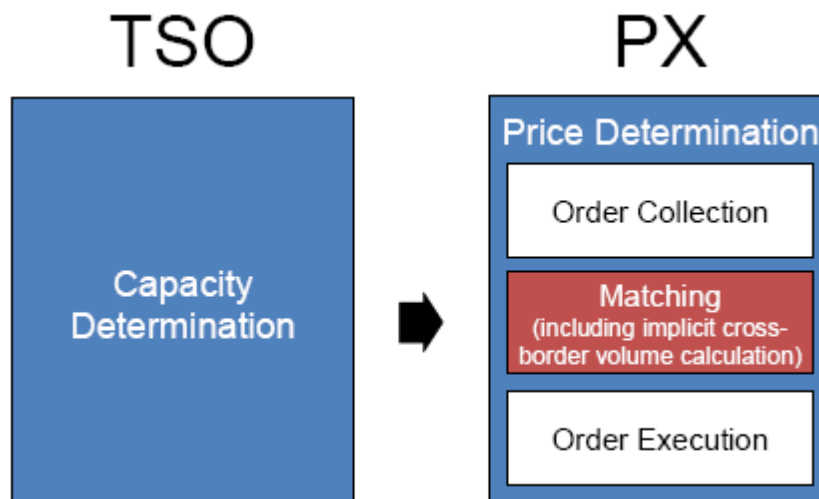 TSO
PX
Capacity
Determination
Price Determination
Order Collection
Matching
(including implicit cross-
border volume calculation)
Order Execution